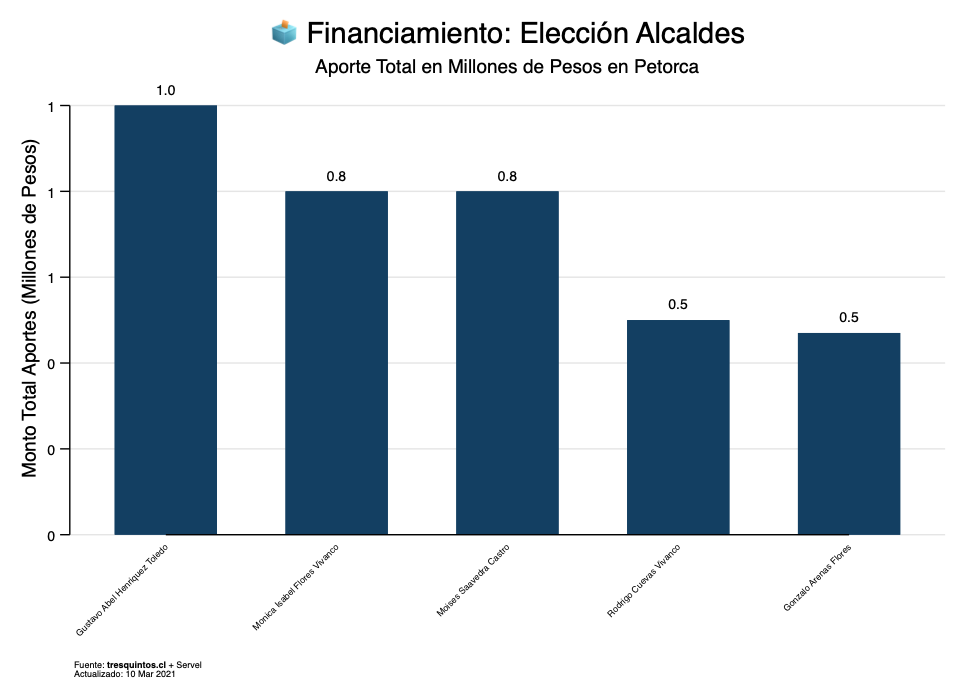 Financiamiento: Elección Alcaldes
Aporte Total en Millones de Pesos en Petorca
Monto Total Aportes (Millones de Pesos)
1
1
1
0
0
0
1.0
0.8
0.8
0.5
0.5
Gustavo Abel Henriquez Toledo
Monica Isabel Flores Vivanco
Moises Saavedra Castro
Rodrigo Cuevas Vivanco
Gonzalo Arenas Flores
Fuente: tresquintos.cl + Servel
Actualizado: 10 Mar 2021